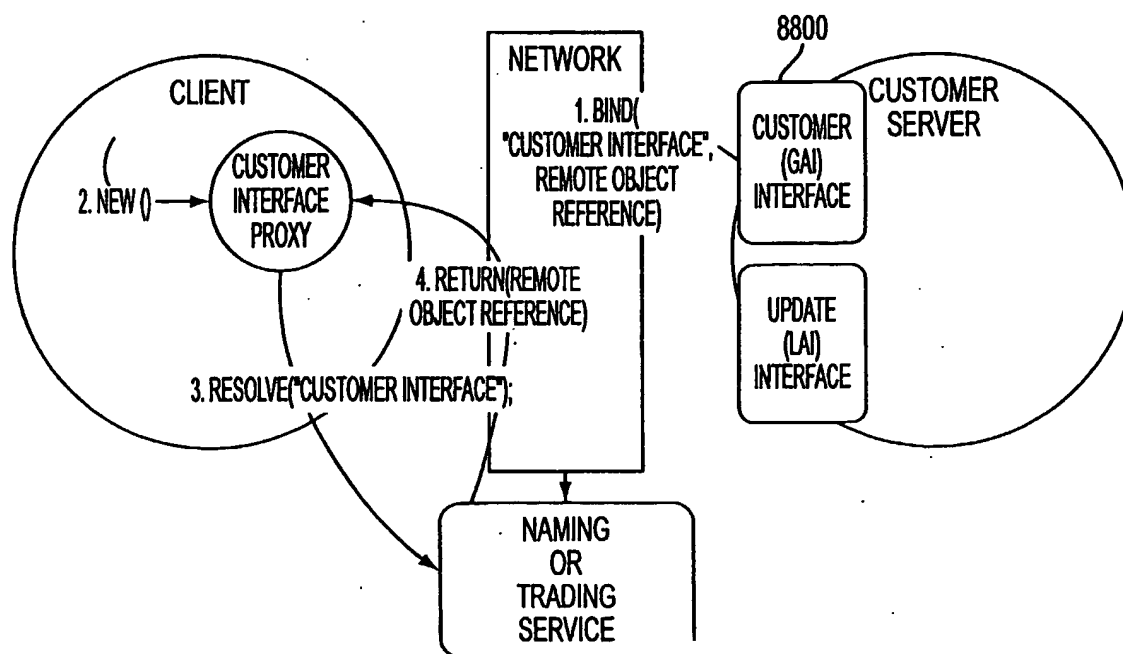 8800
NETWORK
CLIENT
CUSTOMER
SERVER
1. BIND(
"CUSTOMER INTERFACE",
REMOTE OBJECT
REFERENCE)
CUSTOMER
(GAI)
INTERFACE
2. NEW ()
CUSTOMER
INTERFACE
PROXY
4. RETURN(REMOTE
OBJECT REFERENCE)
UPDATE
(LAI)
INTERFACE
3. RESOLVE("CUSTOMER INTERFACE");
NAMING
OR
TRADING
SERVICE